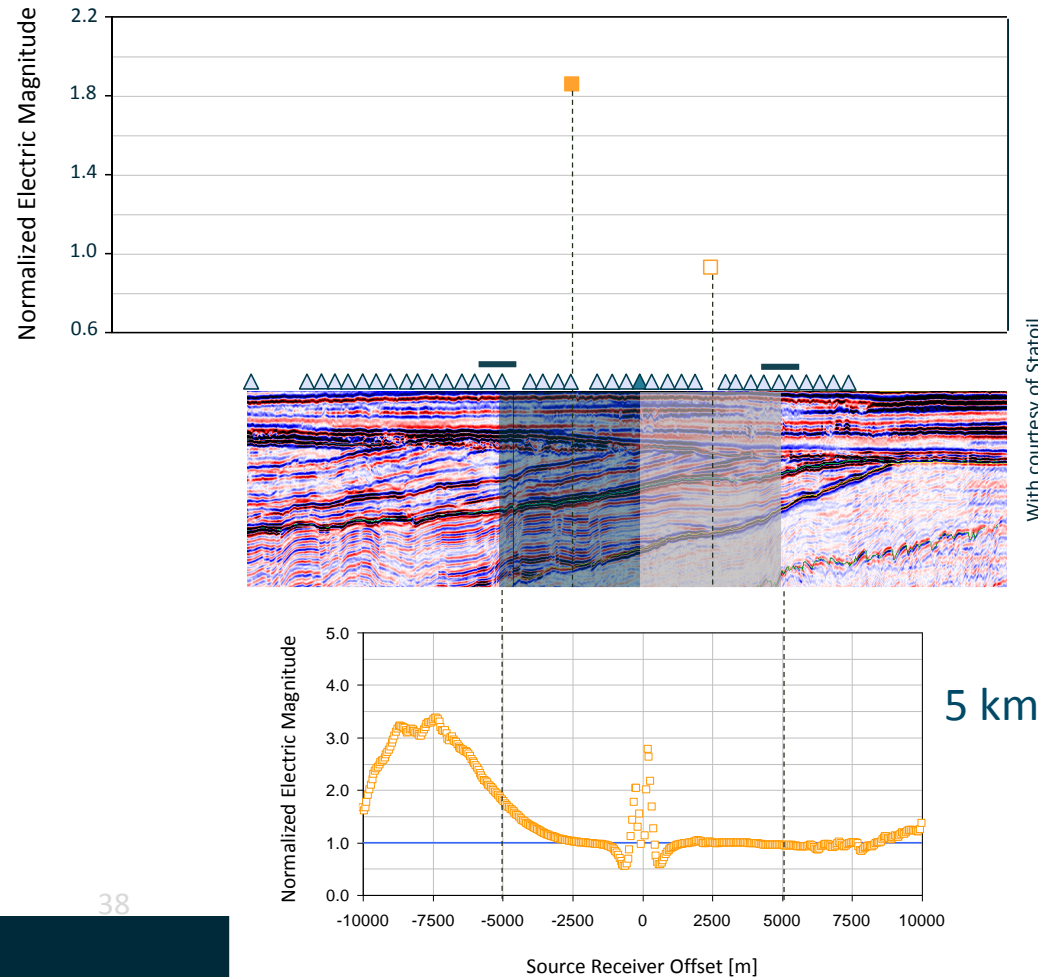 Normalized Electric Magnitude
2.2
1.8
1.4
1.0
0.6
With courtesy of Statoil
Normalized Electric Magnitude
5.0
4.0
3.0
2.0
1.0
0.0
-10000 -7500 -5000 -2500 0 2500 5000 7500 10000
Source Receiver Offset [m]
5 km
38